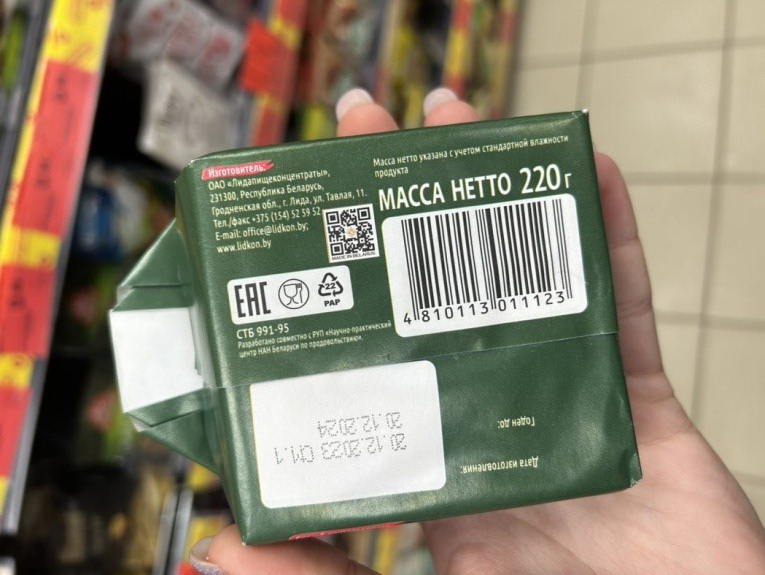 Изготовитель:
ОАО «Лидапищеконцентраты»,
231300, Республика Беларусь,
Гродненская обл., г. Лида, ул. Тавлая, 11.
Тел./факс +375 (154) 52 59 52
E-mail: office@lidkon.by;
www.lidkon.by
MADE IN BELARUS
Масса нетто указана с учетом стандартной влажности
продукта
МАССА НЕТТО 220 г
4 810113 011123
ЕАС
22
PAP
СТБ 991-95
Разработано совместно с РУП «Научно-практический
центр НАН Беларуси по продовольствию».
Дата изготовления:
Годен до:
20.12.2023 СМ.1
20.12.2024